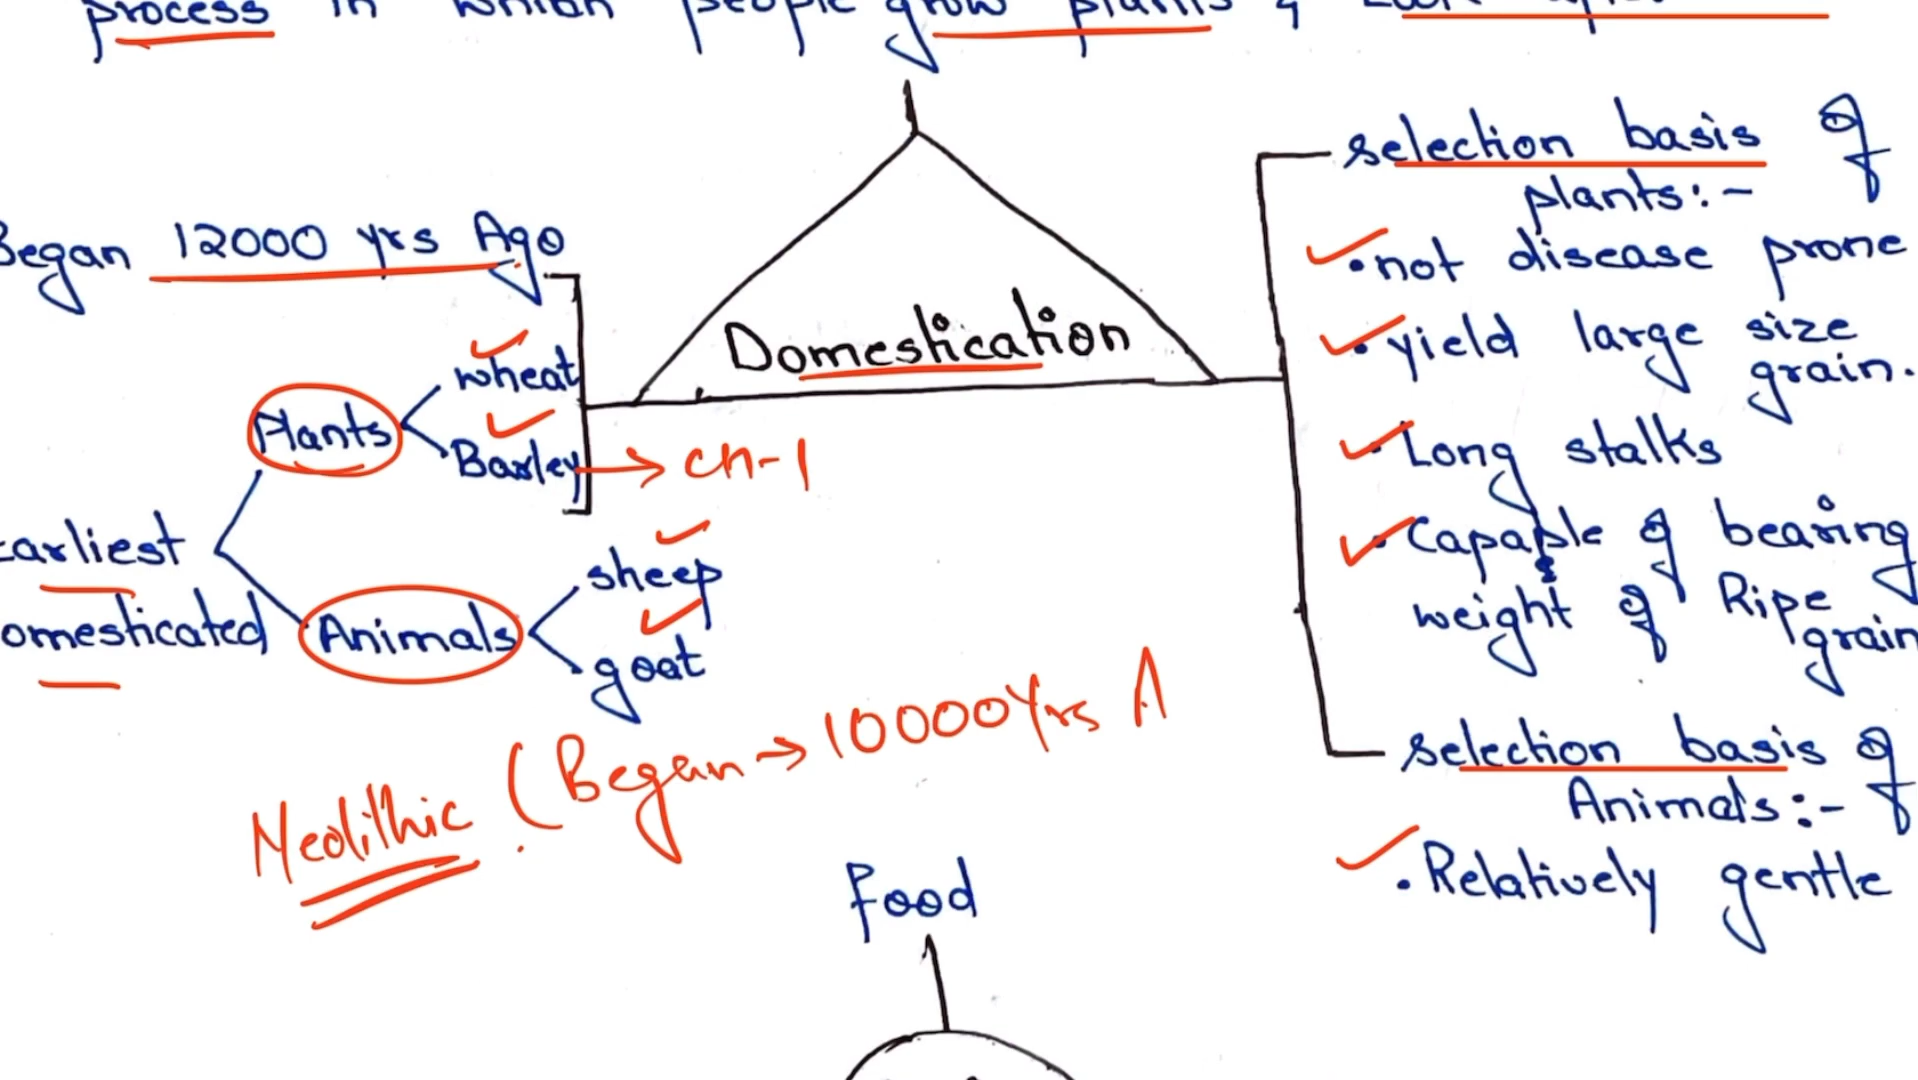 process in which people grow plants &
selection basis of
plants:-
Began 12000 yrs Ago
• not disease prone
• yield large size
grain.
wheat
Domestication
Plants
Barley → ch-1
• Long stalks
• Capable of bearing
weight of Ripe
grain
Earliest
sheep
omesticated
Animals
goat
Neolithic (Began → 10000 Yrs A
selection basis of
Animals:-
• Relatively gentle
Food